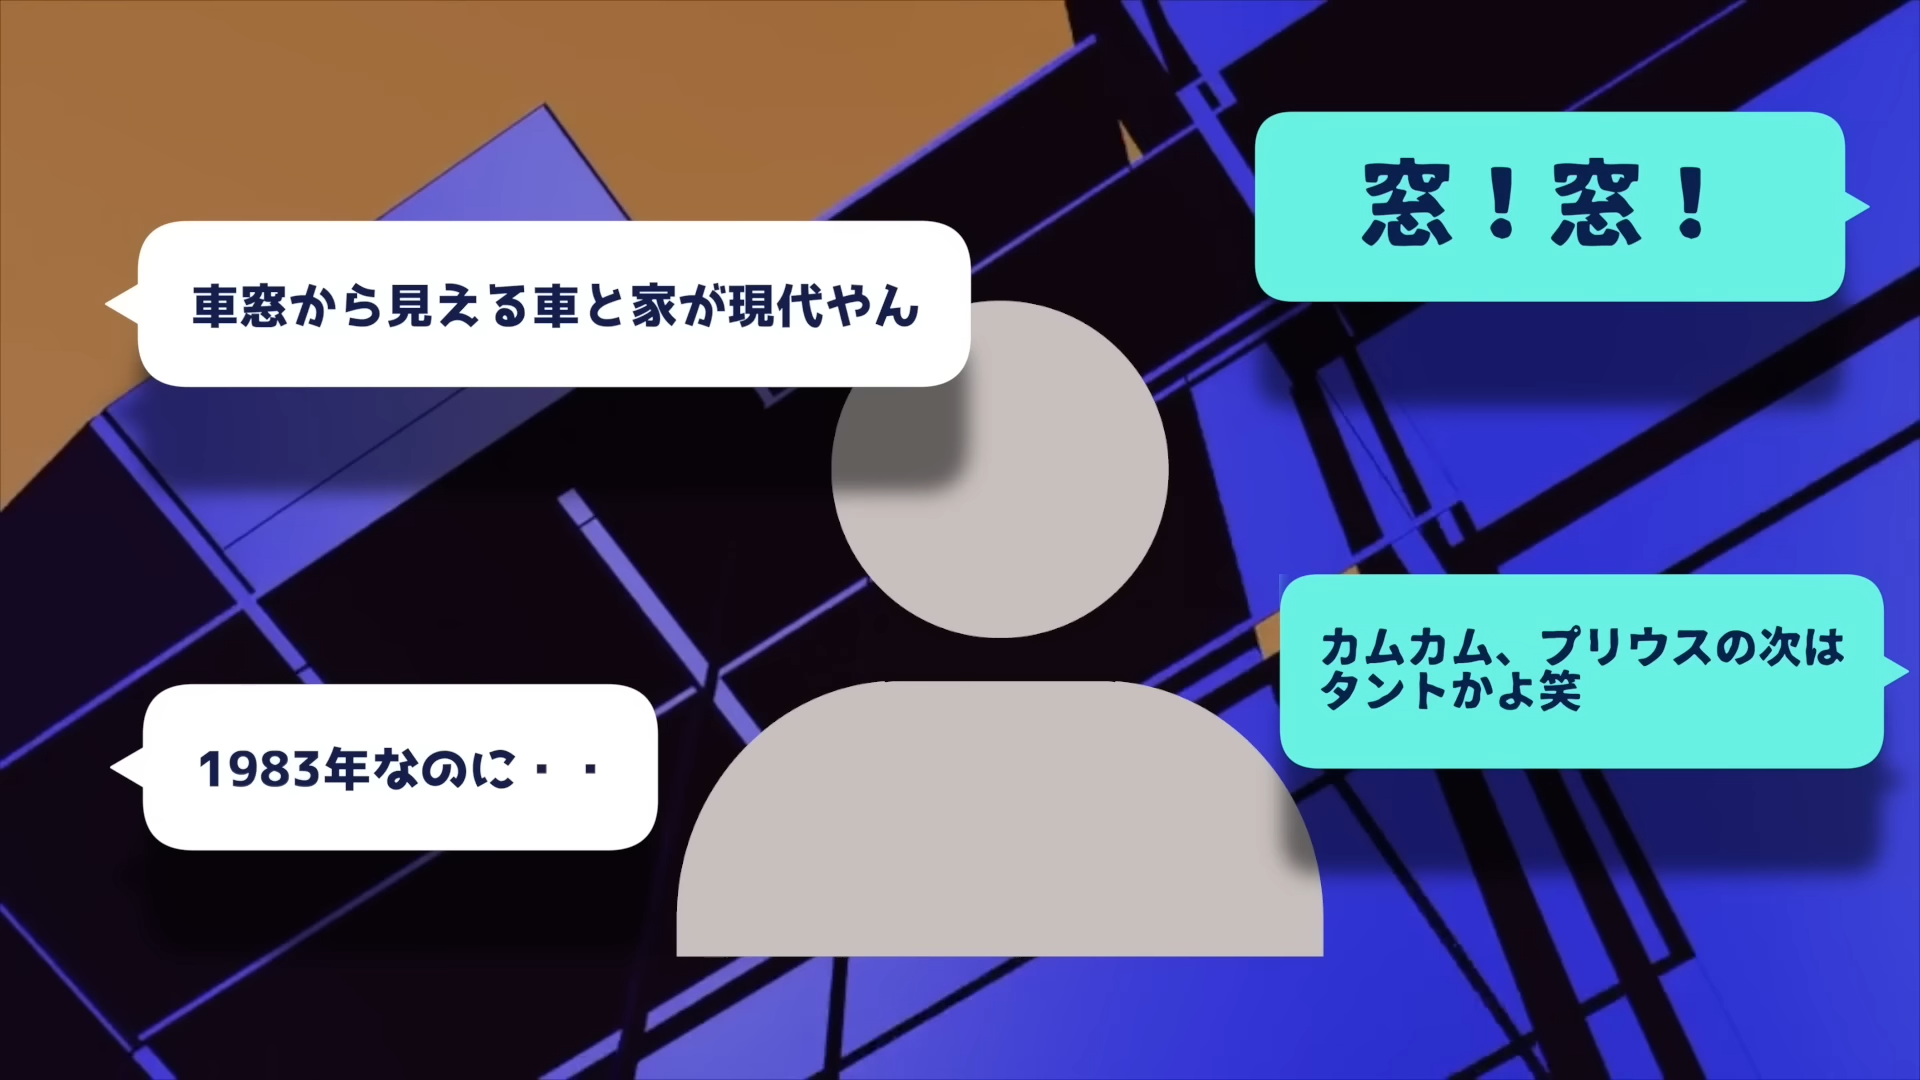 窓！窓！
車窓から見える車と家が現代やん
カムカム、プリウスの次は
タントかよ笑
1983年なのに・・